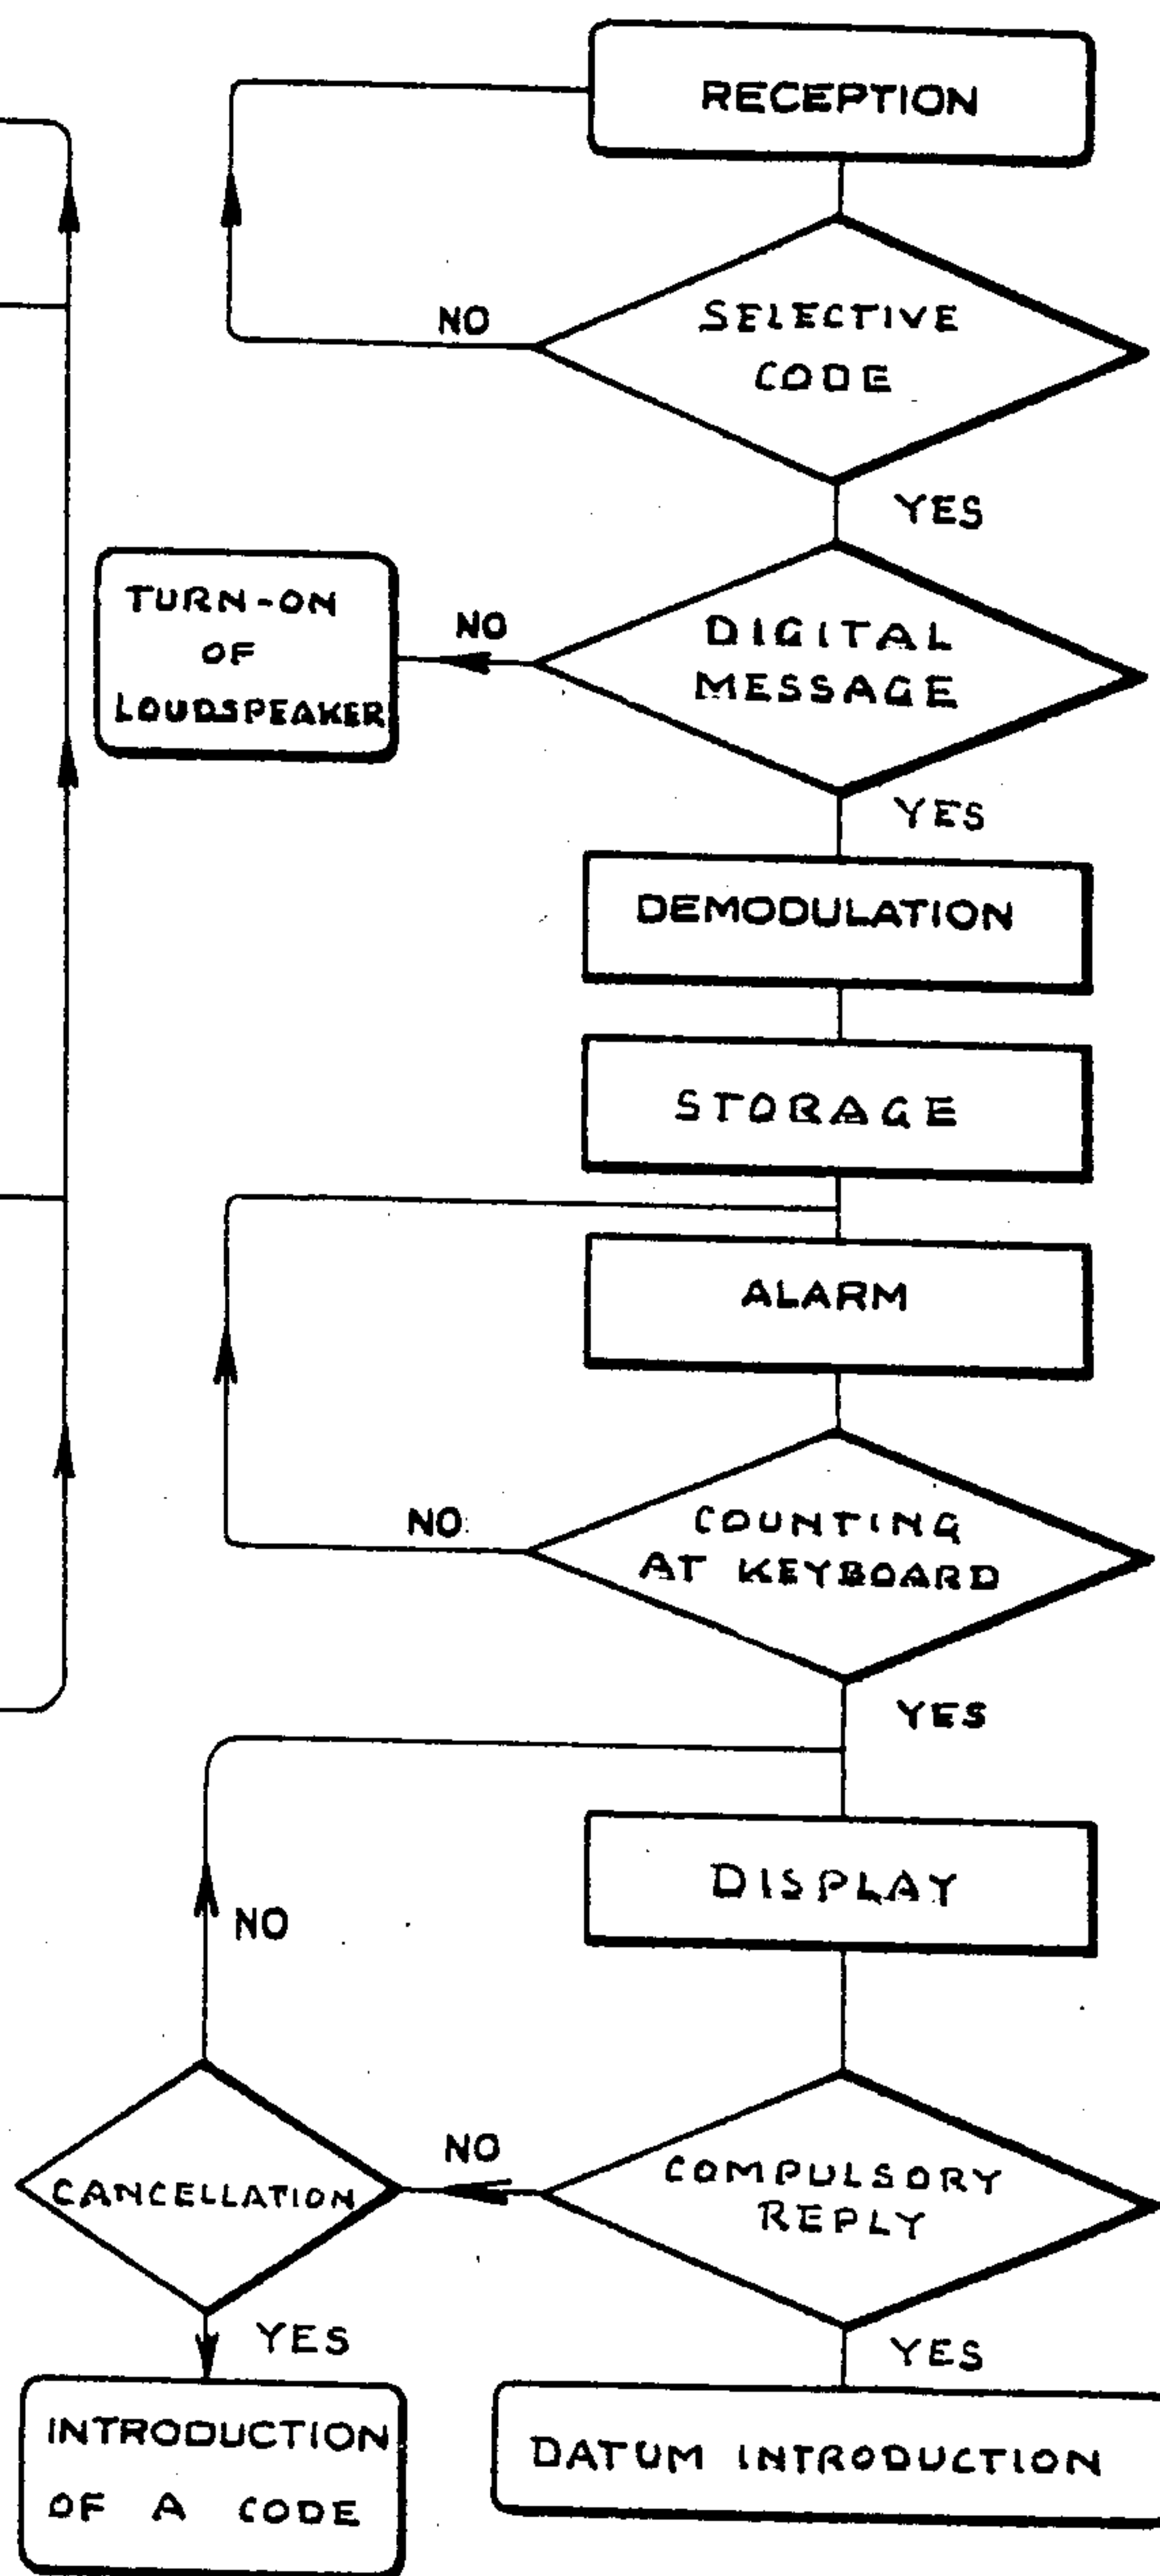 RECEPTION
NO
SELECTIVE
CODE
YES
TURN-ON
OF
LOUDSPEAKER
NO
DIGITAL
MESSAGE
YES
DEMODULATION
STORAGE
ALARM
NO
COUNTING
AT KEYBOARD
YES
DISPLAY
NO
CANCELLATION
NO
COMPULSORY
REPLY
YES
YES
INTRODUCTION
OF A CODE
DATUM INTRODUCTION